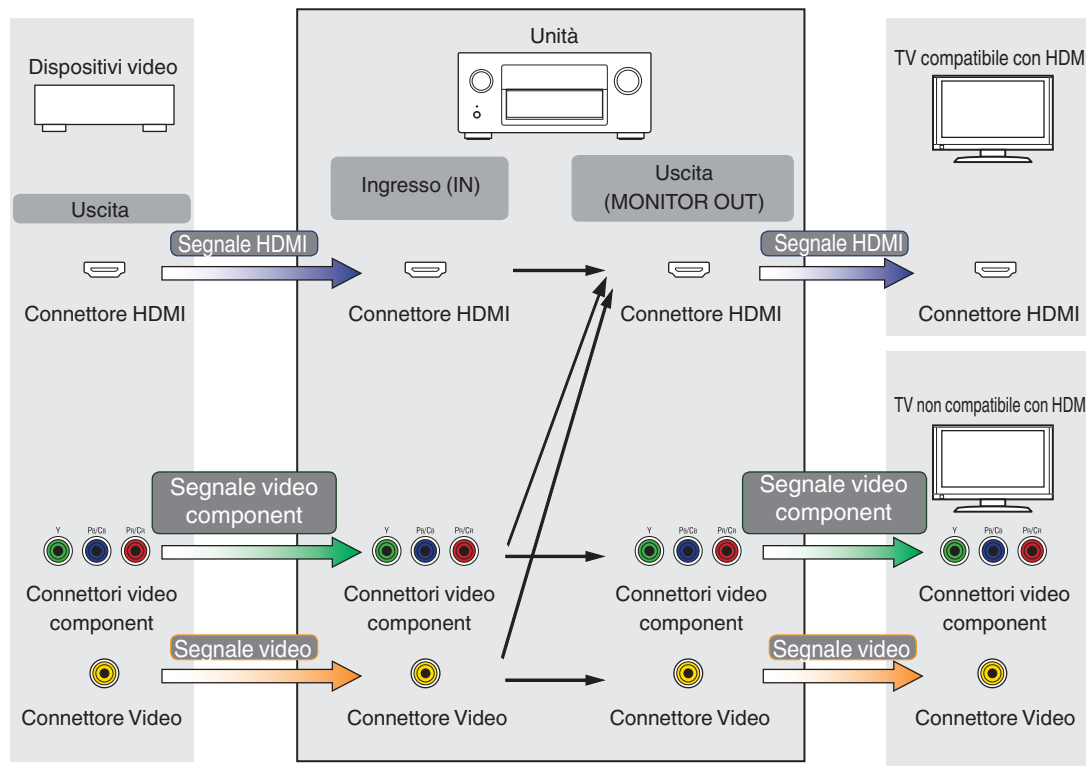 Unità
Dispositivi video
TV compatibile con HDM
Ingresso (IN)
Uscita
(MONITOR OUT)
Uscita
Segnale HDMI
Segnale HDMI
Connettore HDMI
Connettore HDMI
Connettore HDMI
Connettore HDMI
TV non compatibile con HDM
Segnale video
component
Segnale video
component
Y PB/CB PR/CR
Y PB/CB PR/CR
Y PB/CB PR/CR
Y PB/CB PR/CR
Connettori video
component
Connettori video
component
Connettori video
component
Connettori video
component
Segnale video
Segnale video
Connettore Video
Connettore Video
Connettore Video
Connettore Video